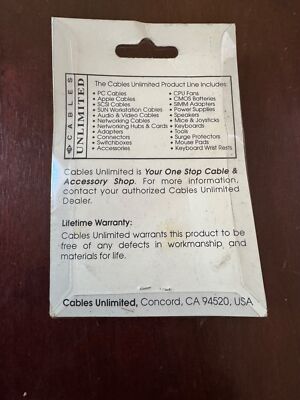 CABLES
UNLIMITED
The Cables Unlimited Product Line Includes:
• PC Cables
• Apple Cables
• SCSI Cables
• SUN Workstation Cables
• Audio & Video Cables
• Networking Cables
• Networking Hubs & Cards
• Adapters
• Connectors
• Switchboxes
• Accessories
• CPU Fans
• CMOS Batteries
• SIMM Adapters
• Power Supplies
• Speakers
• Mice & Joysticks
• Keyboards
• Tools
• Surge Protectors
• Mouse Pads
• Keyboard Wrist Rests
Cables Unlimited is Your One Stop Cable &
Accessory Shop. For more information,
contact your authorized Cables Unlimited
Dealer.
Lifetime Warranty:
Cables Unlimited warrants this product to be
free of any defects in workmanship and
materials for life.
Cables Unlimited, Concord, CA 94520, USA